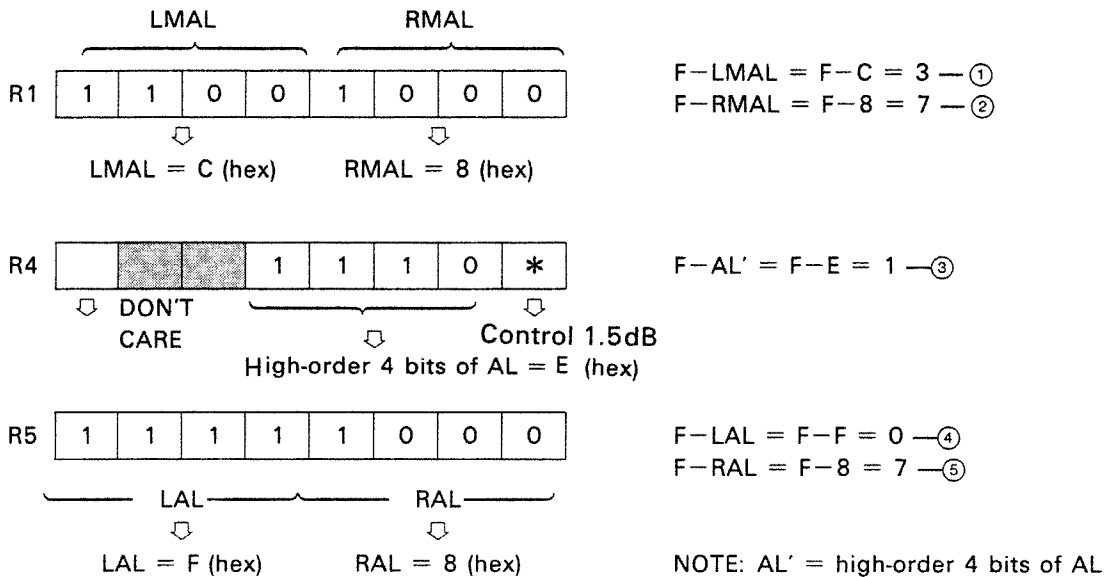 LMAL RMAL
R1 1 1 0 0 1 0 0 0
F-LMAL = F-C = 3 — ①
F-RMAL = F-8 = 7 — ②
LMAL = C (hex) RMAL = 8 (hex)
R4 1 1 1 0 *
F-AL' = F-E = 1 — ③
DON'T
CARE
Control 1.5dB
High-order 4 bits of AL = E (hex)
R5 1 1 1 1 1 0 0 0
F-LAL = F-F = 0 — ④
F-RAL = F-8 = 7 — ⑤
LAL RAL
LAL = F (hex) RAL = 8 (hex)
NOTE: AL' = high-order 4 bits of AL